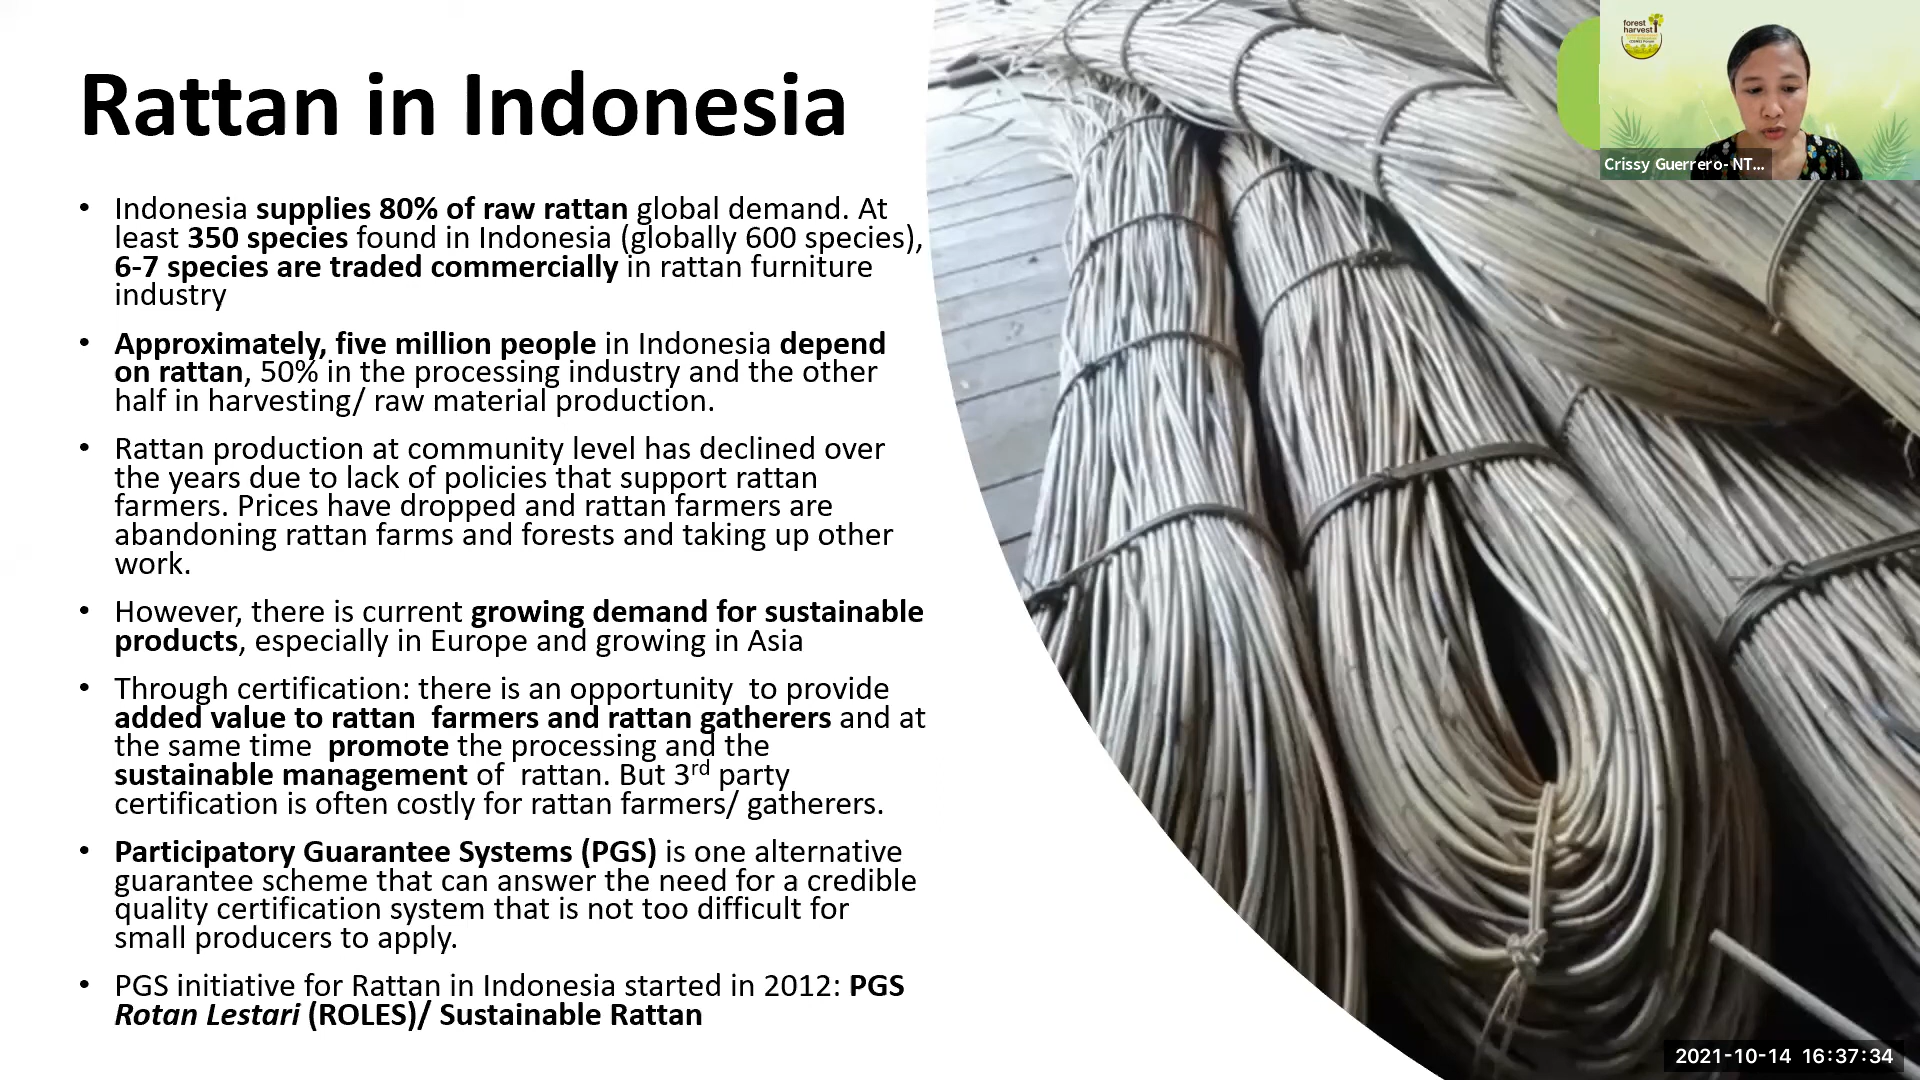 Rattan in Indonesia
• Indonesia supplies 80% of raw rattan global demand. At
least 350 species found in Indonesia (globally 600 species),
6-7 species are traded commercially in rattan furniture
industry
• Approximately, five million people in Indonesia depend
on rattan, 50% in the processing industry and the other
half in harvesting/ raw material production.
• Rattan production at community level has declined over
the years due to lack of policies that support rattan
farmers. Prices have dropped and rattan farmers are
abandoning rattan farms and forests and taking up other
work.
• However, there is current growing demand for sustainable
products, especially in Europe and growing in Asia
• Through certification: there is an opportunity  to provide
added value to rattan  farmers and rattan gatherers and at
the same time  promote the processing and the
sustainable management of  rattan. But 3rd party
certification is often costly for rattan farmers/ gatherers.
• Participatory Guarantee Systems (PGS) is one alternative
guarantee scheme that can answer the need for a credible
quality certification system that is not too difficult for
small producers to apply.
• PGS initiative for Rattan in Indonesia started in 2012: PGS
Rotan Lestari (ROLES)/ Sustainable Rattan
forest
harvest
Crissy Guerrero- NT...
2021-10-14 16:37:34